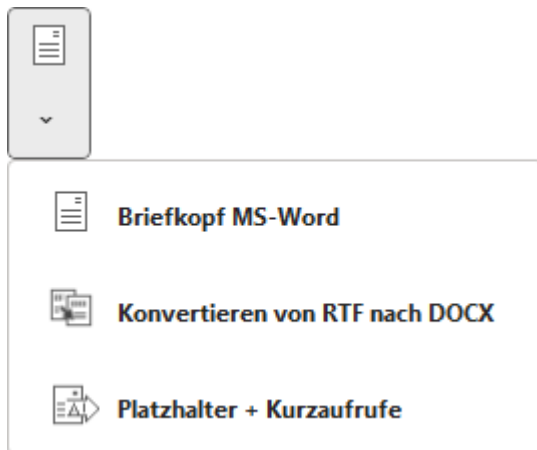 Briefkopf MS-Word
Konvertieren von RTF nach DOCX
Platzhalter + Kurzaufrufe